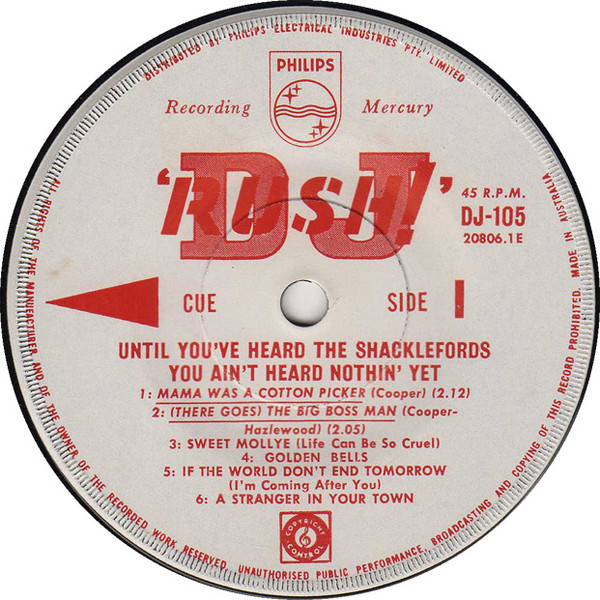 DISTRIBUTED BY PHILIPS ELECTRICAL INDUSTRIES PTY. LIMITED
PHILIPS
Recording Mercury
DJ
'RUSH!'
45 R.P.M.
DJ-105
20806.1E
CUE SIDE 1
UNTIL YOU'VE HEARD THE SHACKLEFORDS
YOU AIN'T HEARD NOTHIN' YET
1: MAMA WAS A COTTON PICKER (Cooper) (2.12)
2: (THERE GOES) THE BIG BOSS MAN (Cooper-
Hazlewood) (2.05)
3: SWEET MOLLYE (Life Can Be So Cruel)
4: GOLDEN BELLS
5: IF THE WORLD DON'T END TOMORROW
(I'm Coming After You)
6: A STRANGER IN YOUR TOWN
COPYRIGHT CONTROL
ALL RIGHTS OF THE MANUFACTURER AND OF THE OWNER OF THE RECORDED WORK RESERVED. UNAUTHORISED PUBLIC PERFORMANCE, BROADCASTING AND COPYING OF THIS RECORD PROHIBITED. MADE IN AUSTRALIA